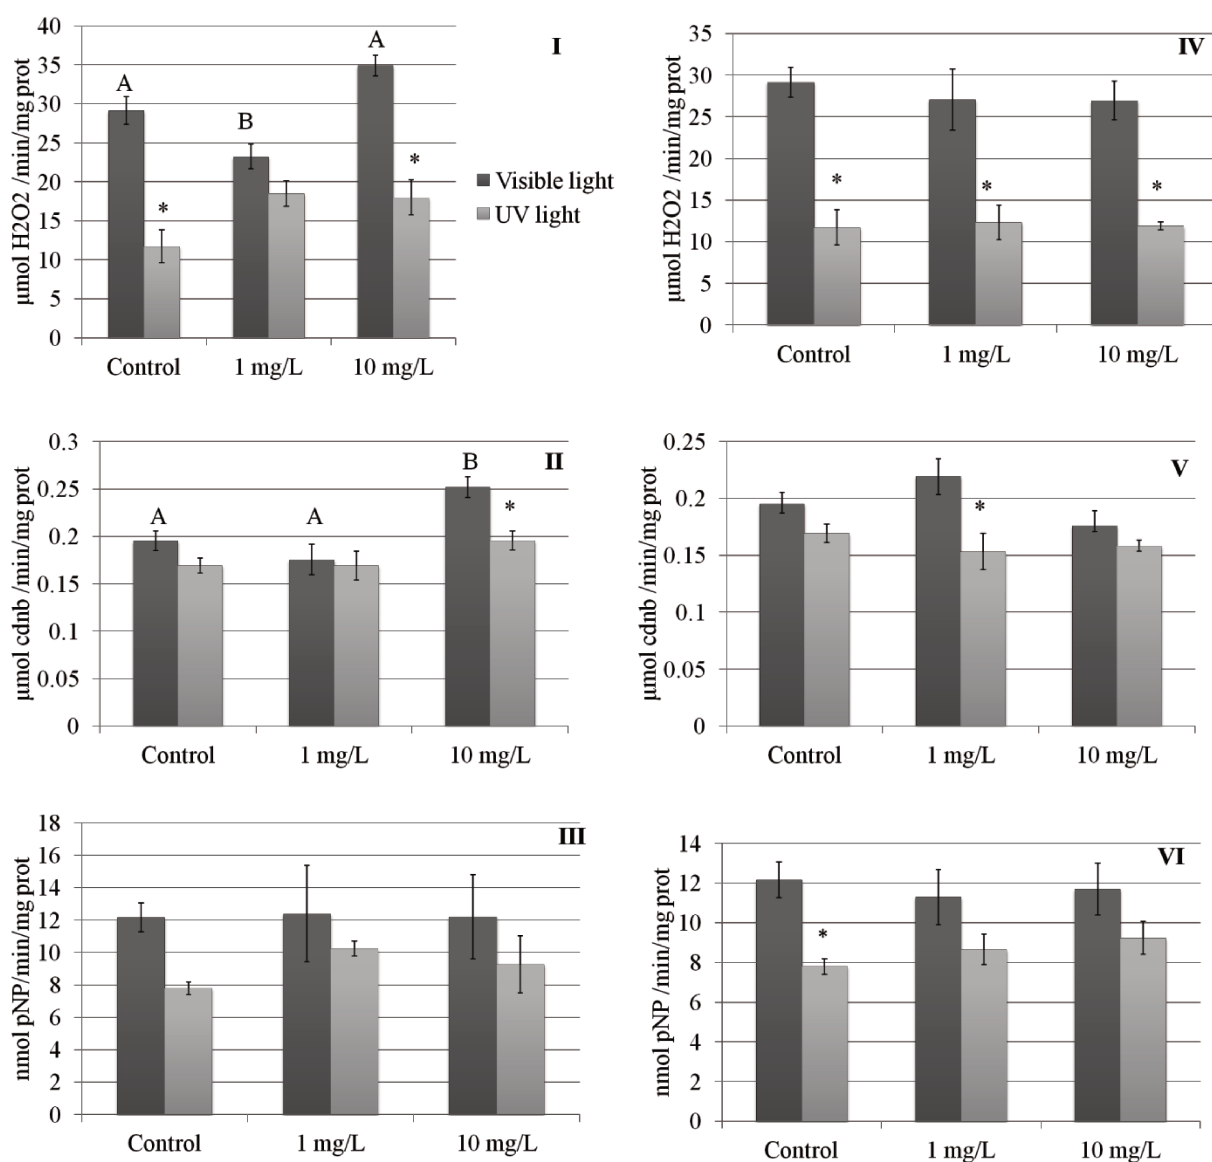 I
μmol H2O2 /min/mg prot
40
35
30
25
20
15
10
5
0
A
*
B
A
*
Control
1 mg/L
10 mg/L
Visible light
UV light
IV
μmol H2O2 /min/mg prot
35
30
25
20
15
10
5
0
*
*
*
Control
1 mg/L
10 mg/L
II
μmol cdnb /min/mg prot
0.3
0.25
0.2
0.15
0.1
0.05
0
A
A
B
*
Control
1 mg/L
10 mg/L
V
μmol cdnb /min/mg prot
0.25
0.2
0.15
0.1
0.05
0
*
Control
1 mg/L
10 mg/L
III
nmol pNP/min/mg prot
18
16
14
12
10
8
6
4
2
0
Control
1 mg/L
10 mg/L
VI
nmol pNP /min/mg prot
14
12
10
8
6
4
2
0
*
Control
1 mg/L
10 mg/L